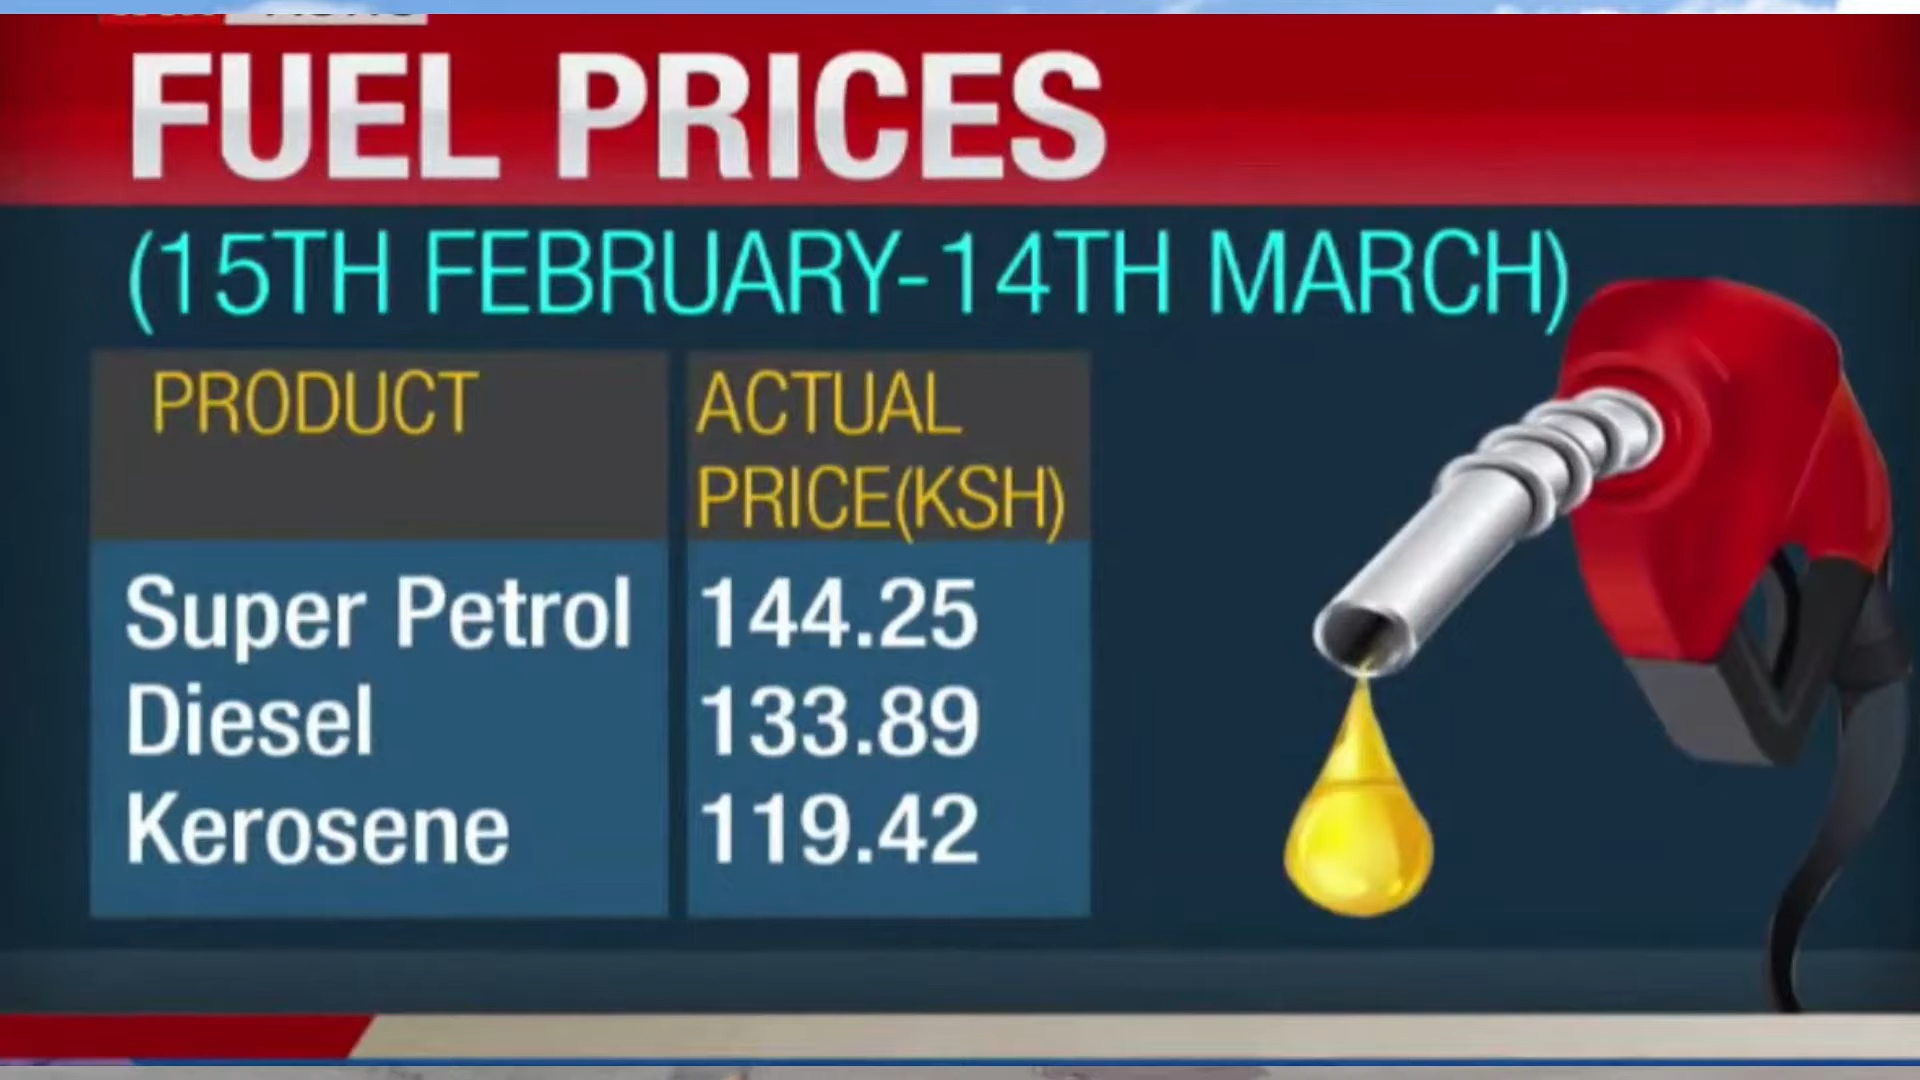 FUEL PRICES
(15TH FEBRUARY-14TH MARCH)
PRODUCT
ACTUAL
PRICE(KSH)
Super Petrol 144.25
Diesel 133.89
Kerosene 119.42